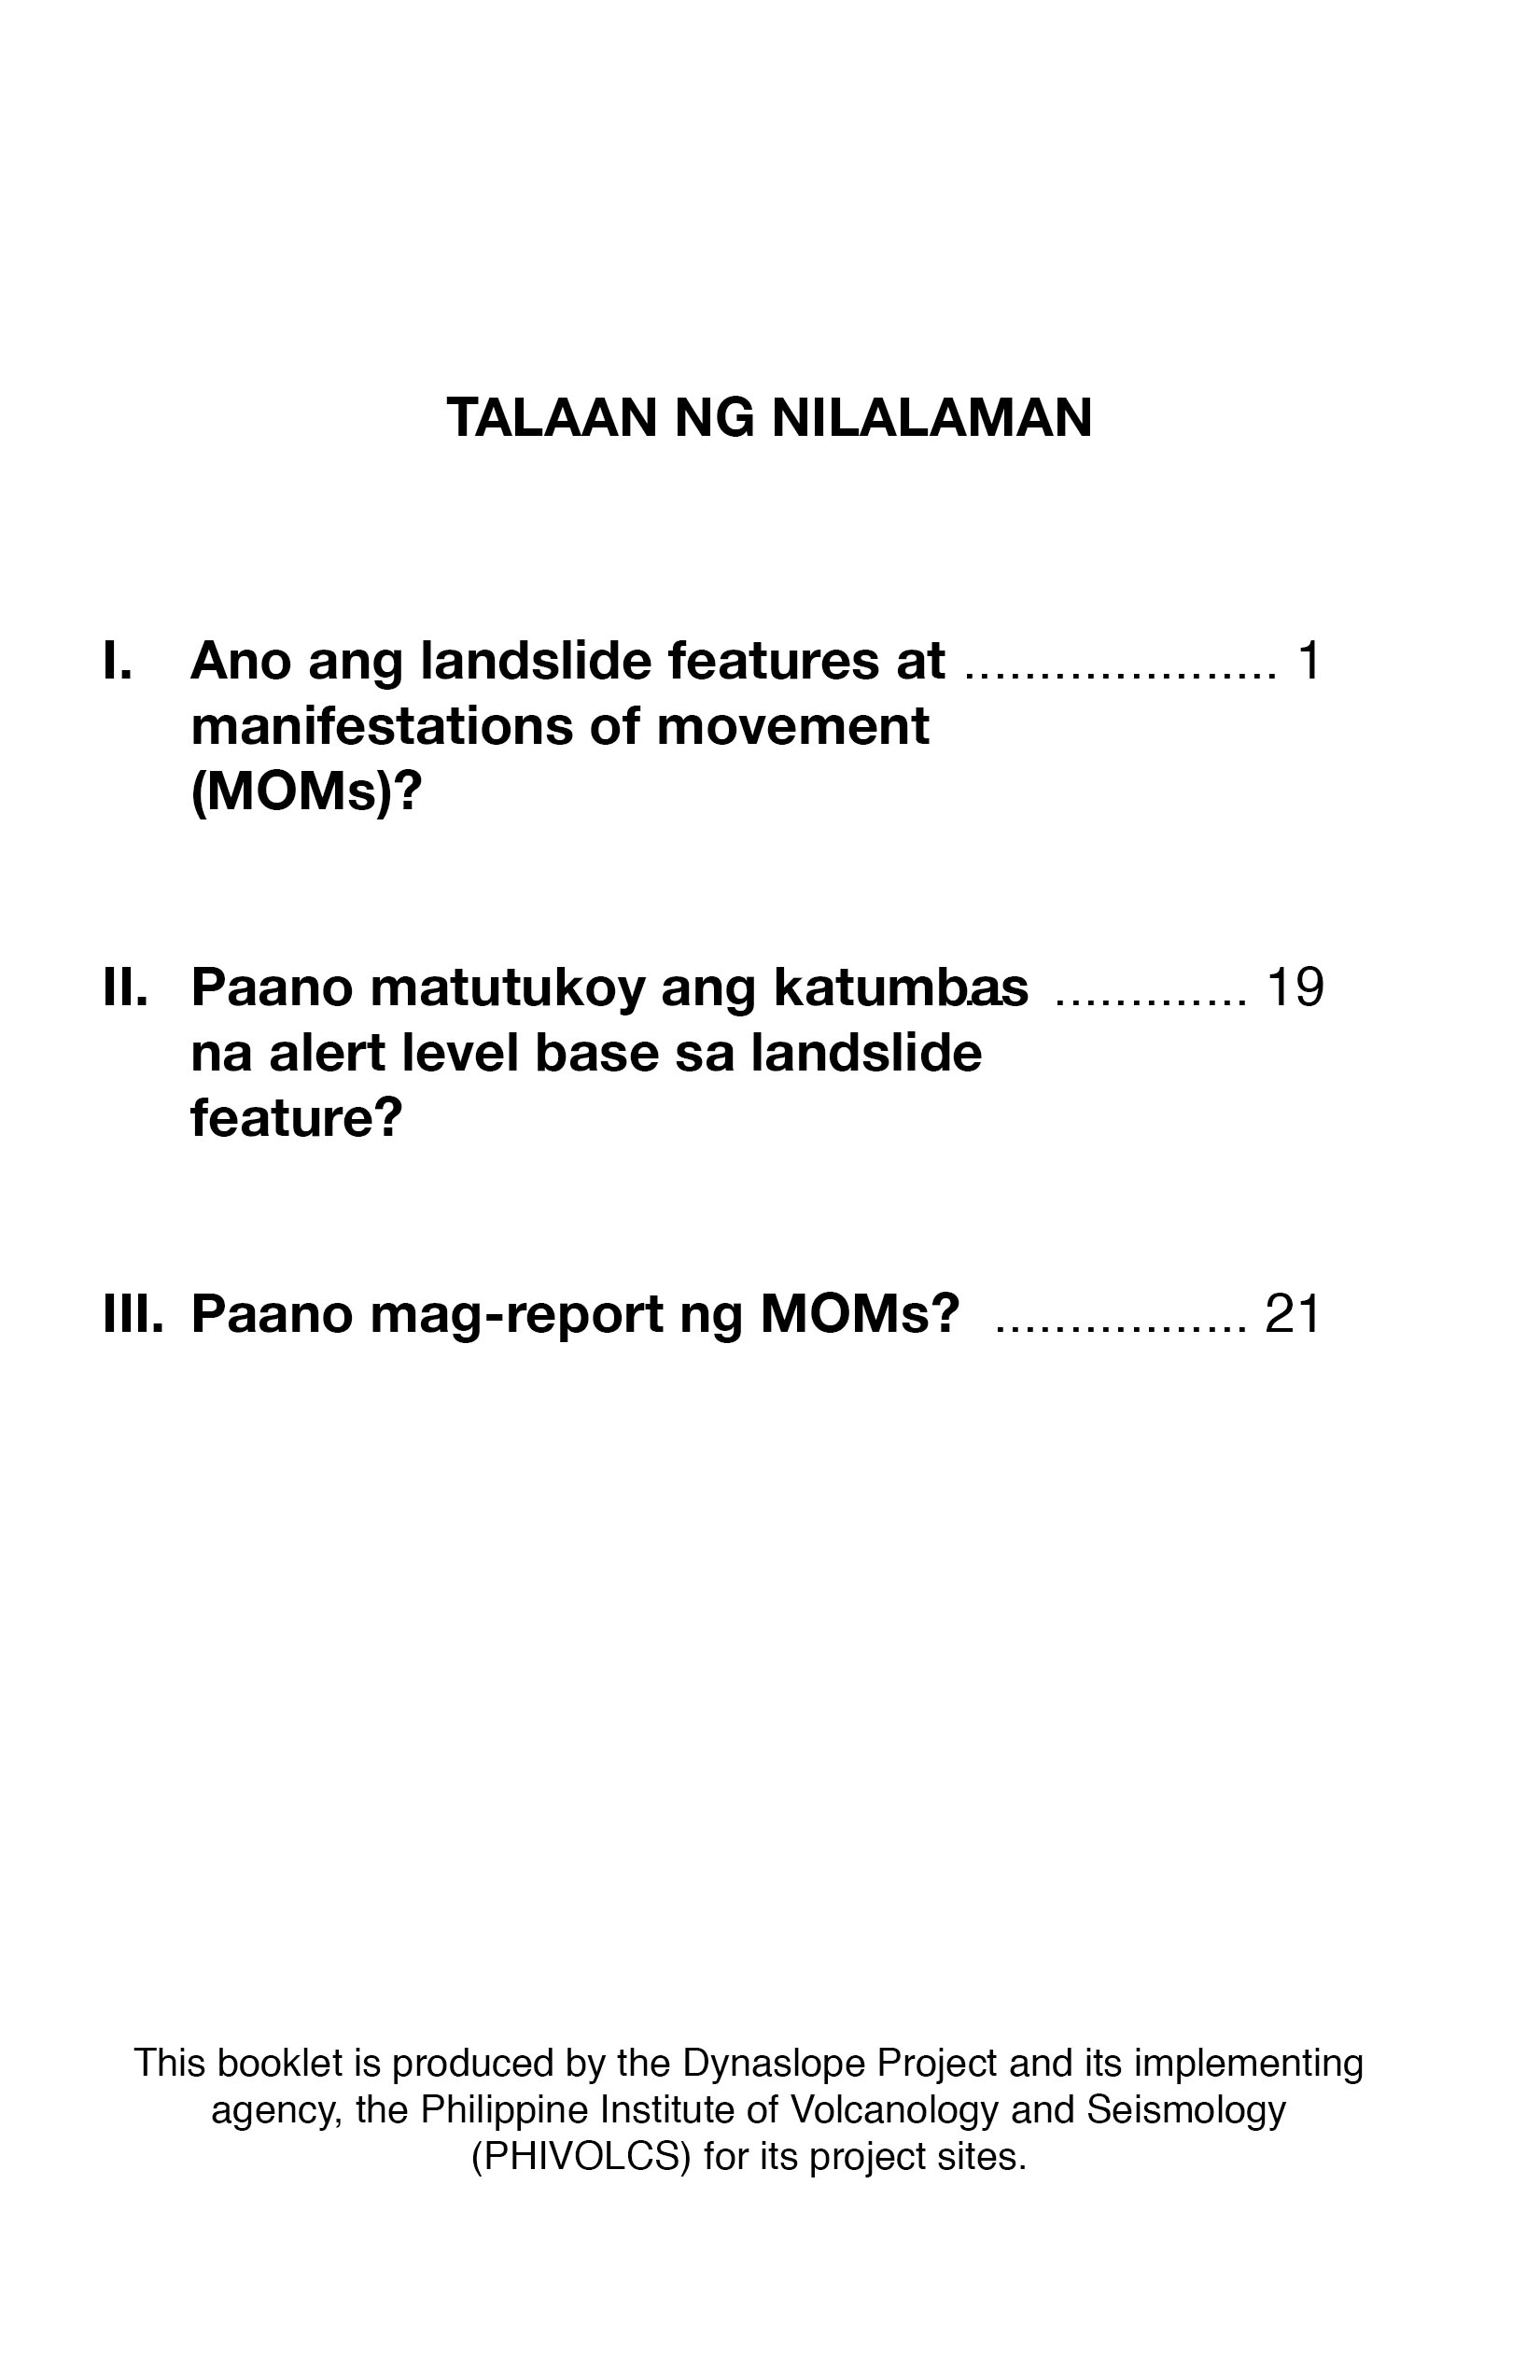 TALAAN NG NILALAMAN
I. Ano ang landslide features at ..................... 1
manifestations of movement
(MOMs)?
II. Paano matutukoy ang katumbas ............. 19
na alert level base sa landslide
feature?
III. Paano mag-report ng MOMs? ................. 21
This booklet is produced by the Dynaslope Project and its implementing
agency, the Philippine Institute of Volcanology and Seismology
(PHIVOLCS) for its project sites.